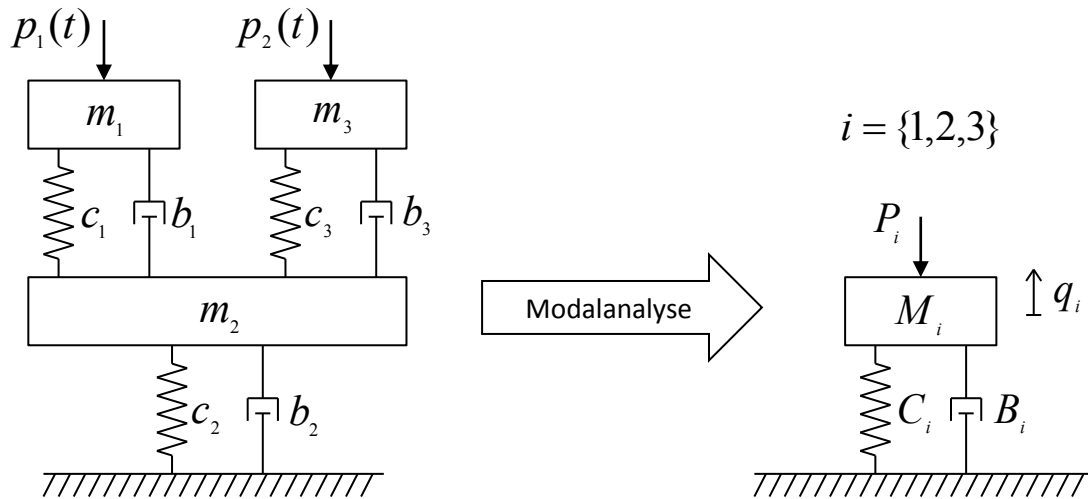 p₁(t)
p₂(t)
m₁
m₃
i = {1,2,3}
c₁
b₁
c₃
b₃
Pᵢ
m₂
Modalanalyse
Mᵢ
qᵢ
c₂
b₂
Cᵢ
Bᵢ